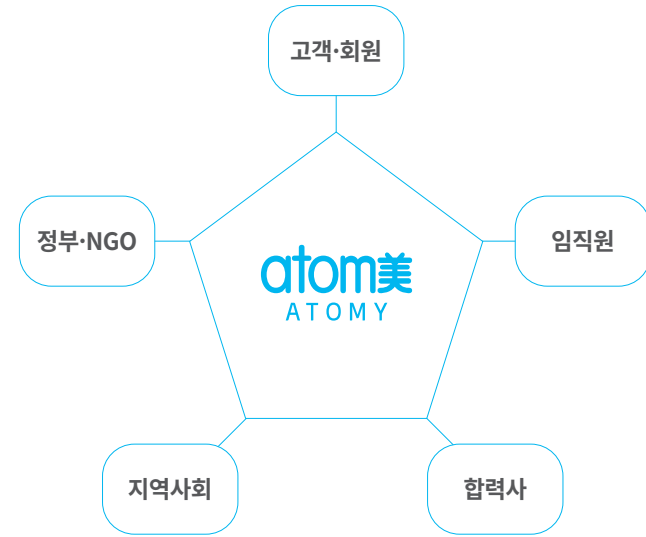 고객·회원
정부·NGO
임직원
atom美
ATOMY
지역사회
합력사